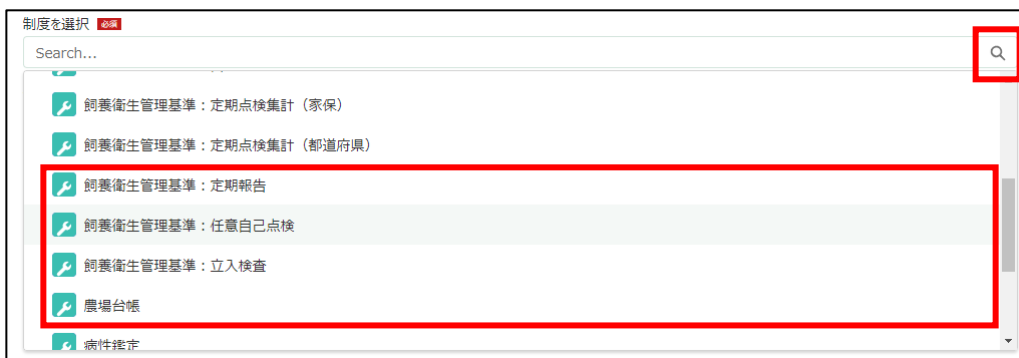 制度を選択 必須
Search...
飼養衛生管理基準：定期点検集計（家保）
飼養衛生管理基準：定期点検集計（都道府県）
飼養衛生管理基準：定期報告
飼養衛生管理基準：任意自己点検
飼養衛生管理基準：立入検査
農場台帳
病性鑑定